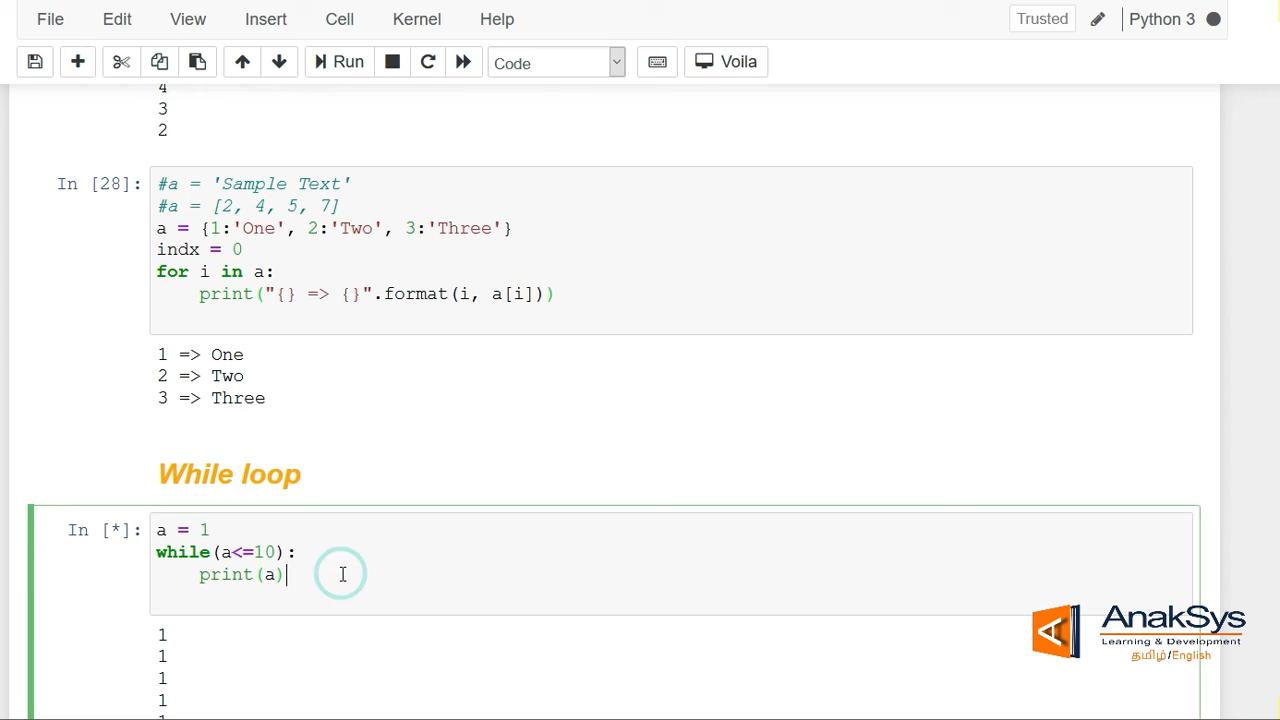 File Edit View Insert Cell Kernel Help Trusted Python 3
Run Code Voila
4
3
2
In [28]: #a = 'Sample Text'
#a = [2, 4, 5, 7]
a = {1:'One', 2:'Two', 3:'Three'}
indx = 0
for i in a:
    print("{} => {}".format(i, a[i]))
1 => One
2 => Two
3 => Three
While loop
In [*]: a = 1
while(a<=10):
    print(a)
1
1
1
1
AnakSys
Learning & Development
தமிழ்/English